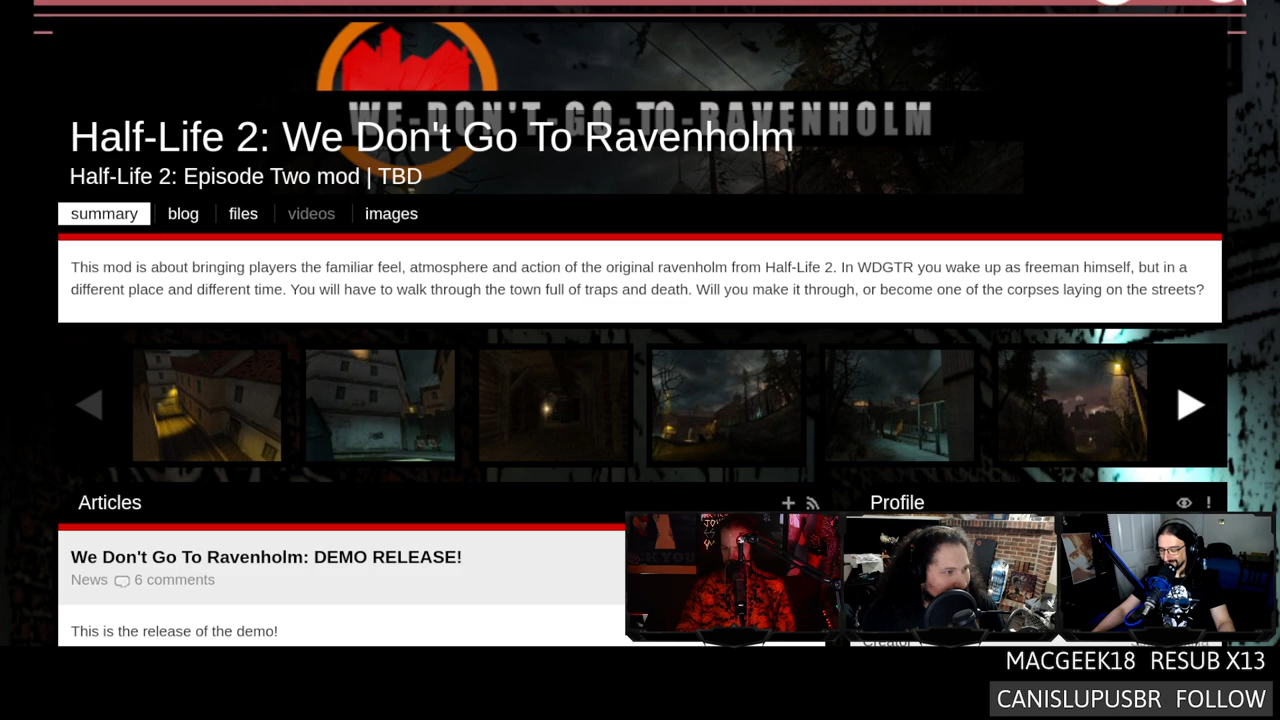 WE-DON'T-GO-TO-RAVENHOLM
Half-Life 2: We Don't Go To Ravenholm
Half-Life 2: Episode Two mod | TBD
summary
blog
files
videos
images
This mod is about bringing players the familiar feel, atmosphere and action of the original ravenholm from Half-Life 2. In WDGTR you wake up as freeman himself, but in a
different place and different time. You will have to walk through the town full of traps and death. Will you make it through, or become one of the corpses laying on the streets?
Articles
Profile
We Don't Go To Ravenholm: DEMO RELEASE!
News 6 comments
This is the release of the demo!
MACGEEK18 RESUB X13
CANISLUPUSBR FOLLOW